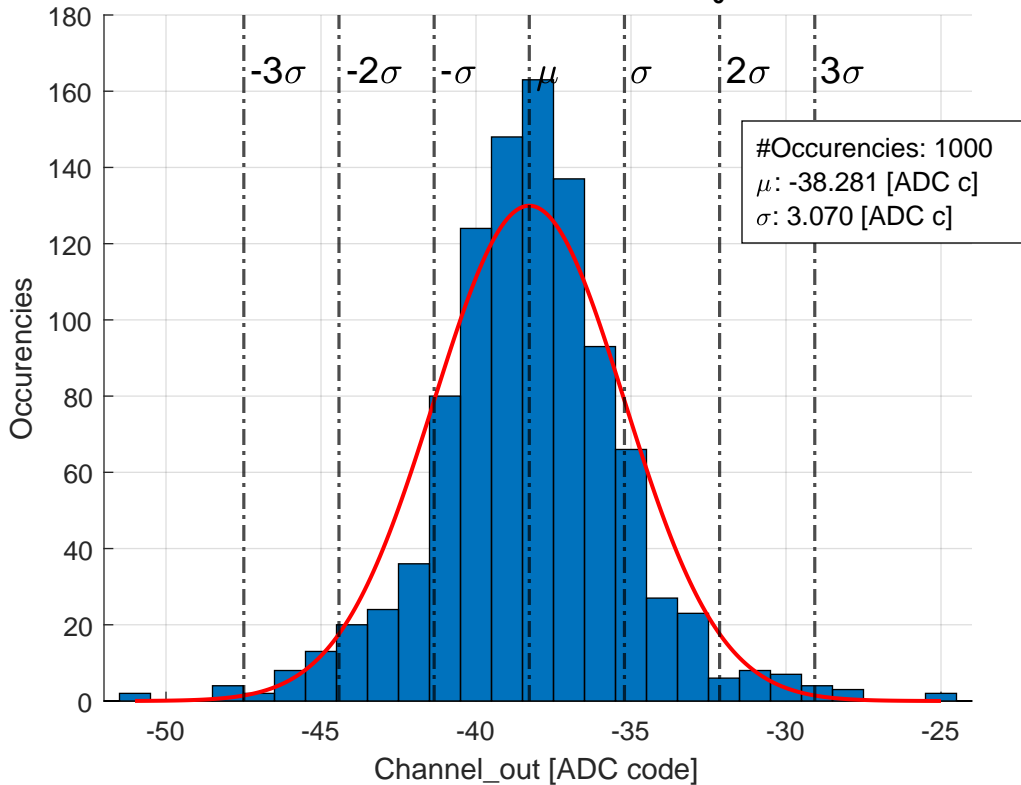 180
160
140
120
100
80
60
40
20
0
Occurencies
-3σ -2σ -σ μ σ 2σ 3σ
#Occurencies: 1000
μ: -38.281 [ADC c]
σ: 3.070 [ADC c]
-50 -45 -40 -35 -30 -25
Channel_out [ADC code]